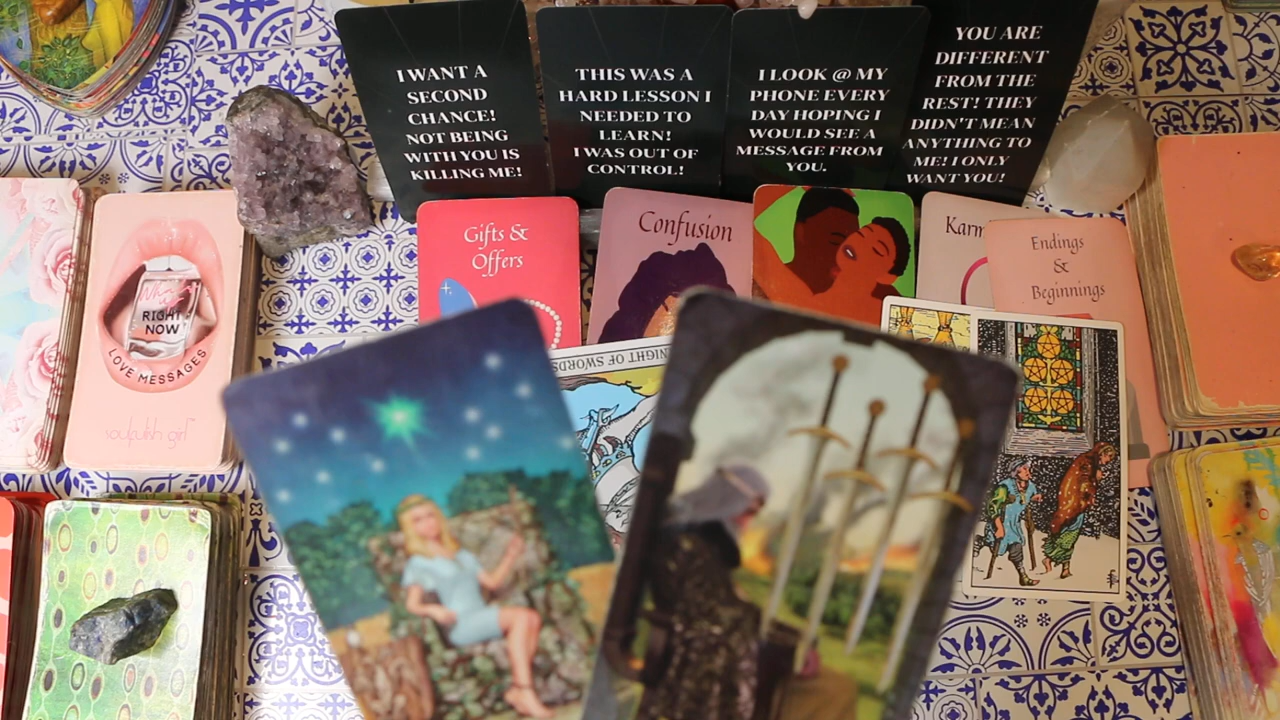 I WANT A
SECOND
CHANCE!
NOT BEING
WITH YOU IS
KILLING ME!
THIS WAS A
HARD LESSON I
NEEDED TO
LEARN!
I WAS OUT OF
CONTROL!
I LOOK @ MY
PHONE EVERY
DAY HOPING I
WOULD SEE A
MESSAGE FROM
YOU.
YOU ARE
DIFFERENT
FROM THE
REST! THEY
DIDN'T MEAN
ANYTHING TO
ME! I ONLY
WANT YOU!
Gifts &
Offers
Confusion
Karm
Endings
&
Beginnings
RIGHT
NOW
LOVE MESSAGES
soulpulsh girl
NIGHT OF SWORDS